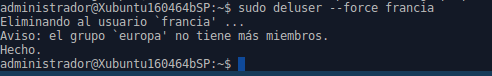 administrador@Xubuntu160464bSP:~$ sudo deluser --force francia
Eliminando al usuario `francia' ...
Aviso: el grupo `europa' no tiene más miembros.
Hecho.
administrador@Xubuntu160464bSP:~$